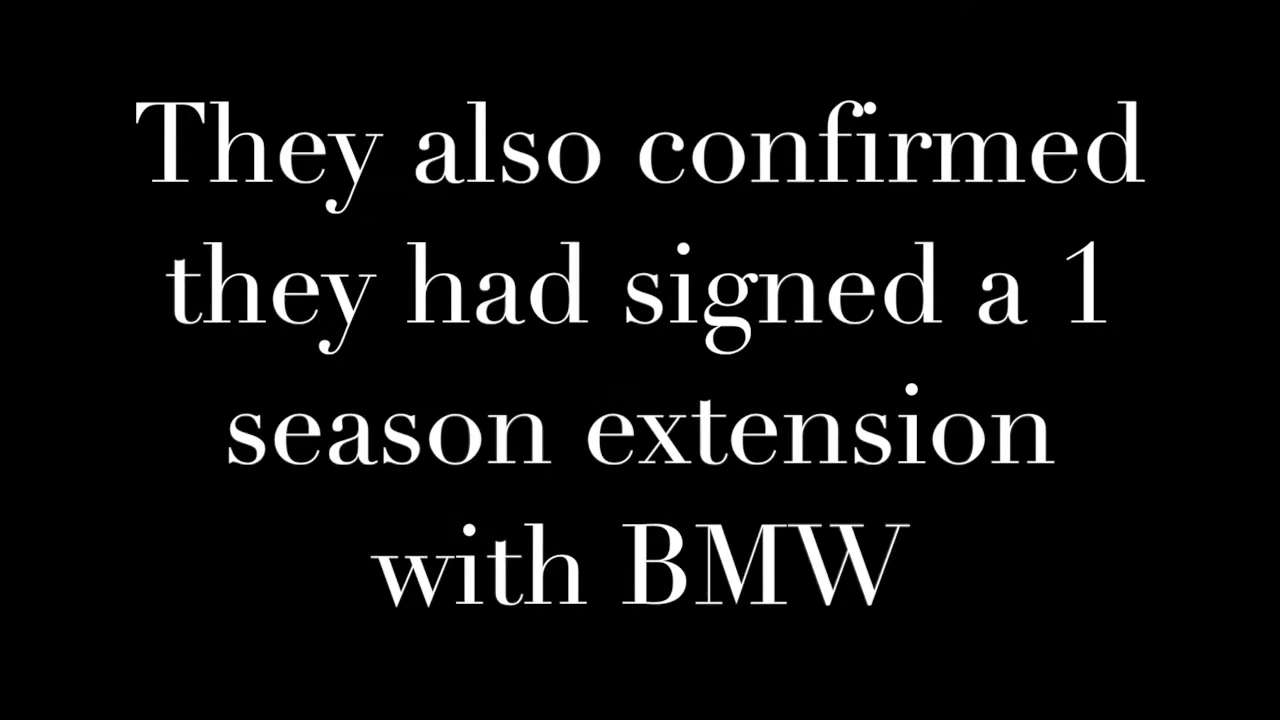 They also confirmed
they had signed a 1
season extension
with BMW